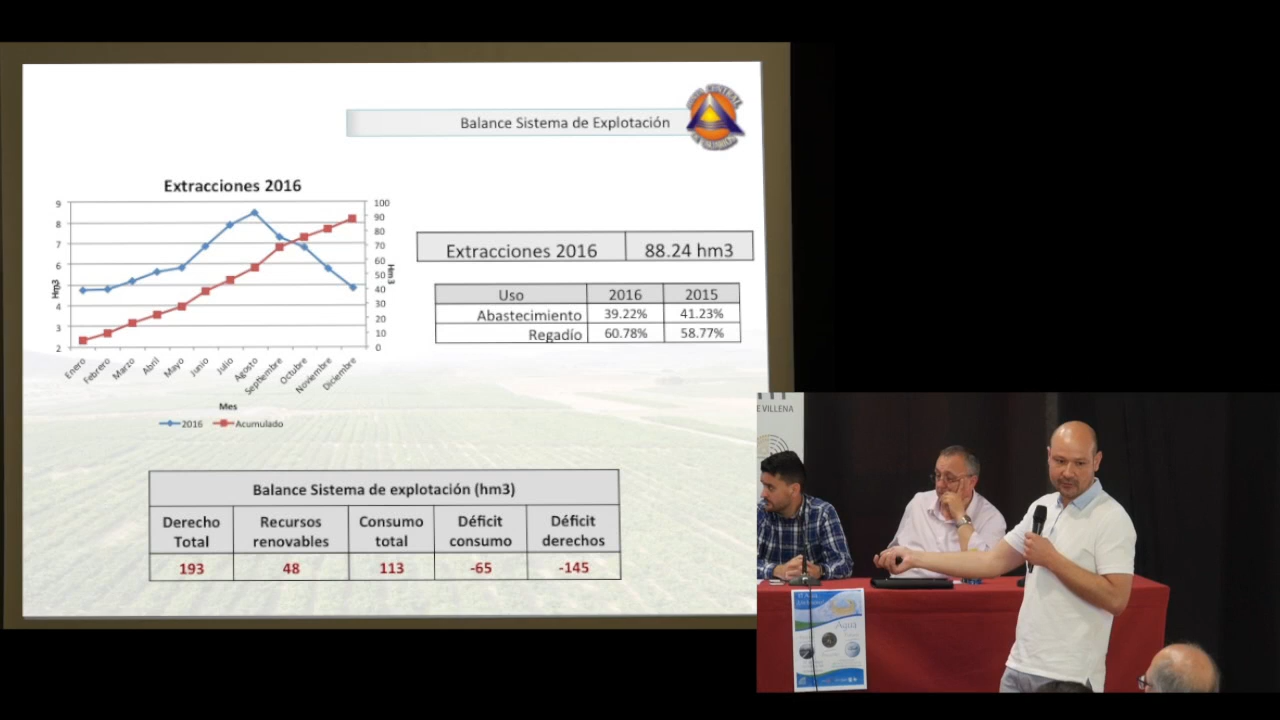 Balance Sistema de Explotación
Extracciones 2016
9
8
7
6
5
4
3
2
Hm3
100
90
80
70
60
50
40
30
20
10
0
Hm3
Enero
Febrero
Marzo
Abril
Mayo
Junio
Julio
Agosto
Septiembre
Octubre
Noviembre
Diciembre
Mes
2016
Acumulado
Extracciones 2016 88.24 hm3
Uso 2016 2015
Abastecimiento 39.22% 41.23%
Regadío 60.78% 58.77%
Balance Sistema de explotación (hm3)
Derecho Total Recursos renovables Consumo total Déficit consumo Déficit derechos
193 48 113 -65 -145
E VILLENA
Agua